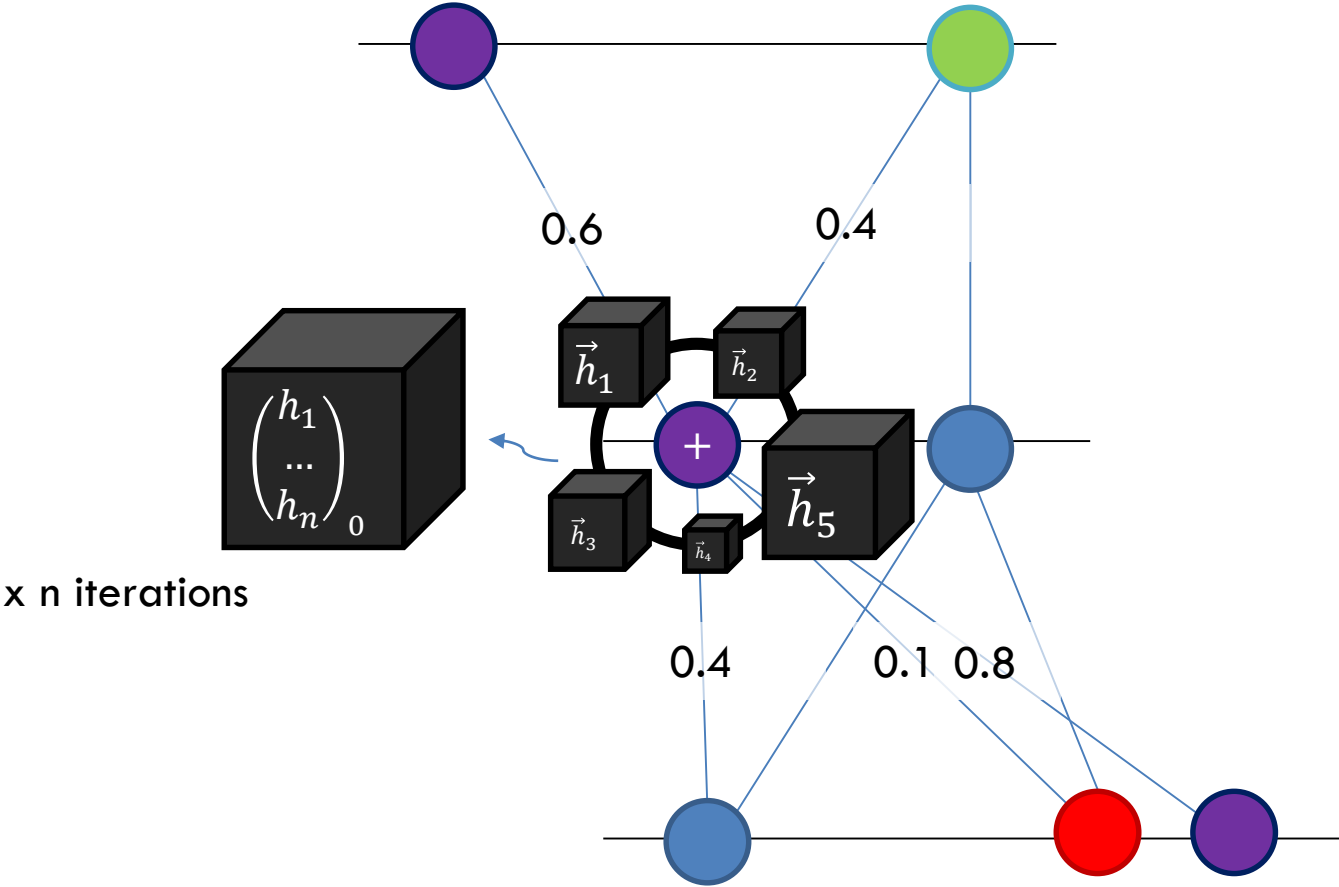 0.6
0.4
h⃗₁
h⃗₂
(h₁
...
hₙ)₀
+
h⃗₅
h⃗₃
h⃗₄
x n iterations
0.4
0.1
0.8